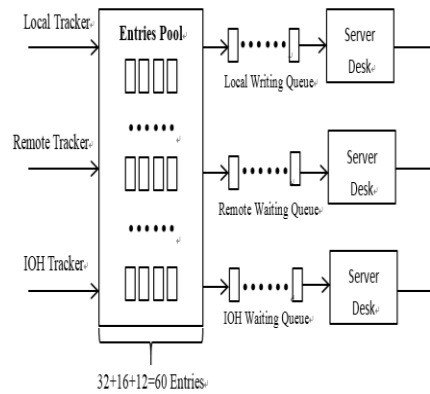 Local Tracker
Entries Pool
Server
Desk
Local Writing Queue
Remote Tracker
Server
Desk
Remote Waiting Queue
IOH Tracker
Server
Desk
IOH Waiting Queue
32+16+12=60 Entries